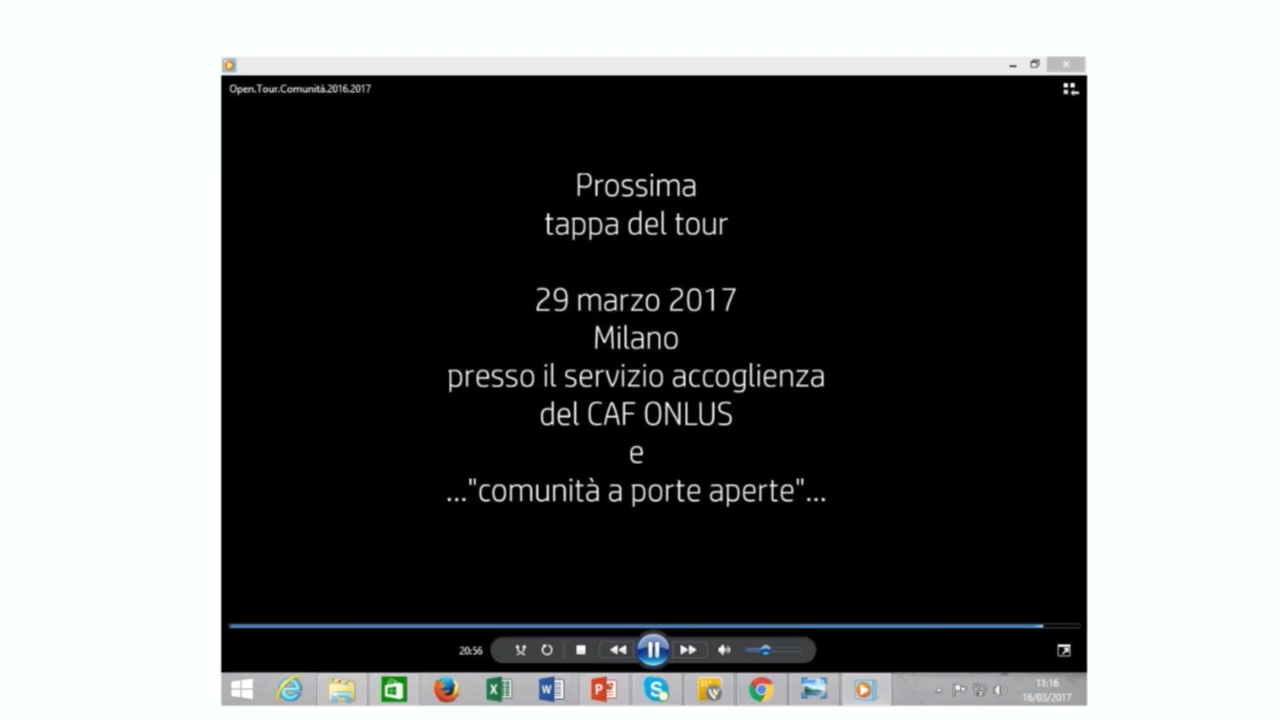 Open.Tour.Comunità.2016.2017
Prossima
tappa del tour
29 marzo 2017
Milano
presso il servizio accoglienza
del CAF ONLUS
e
..."comunità a porte aperte"...
20:56
11:16
16/03/2017